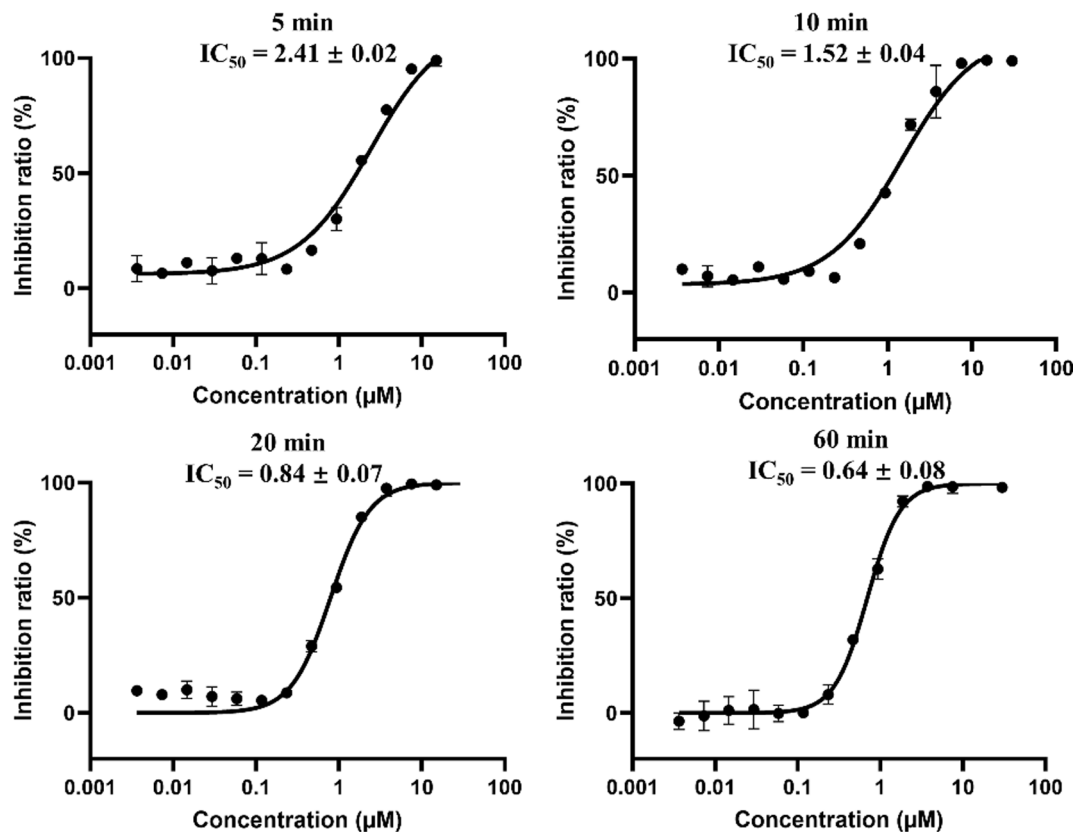 5 min
IC50 = 2.41 ± 0.02
100
50
0
Inhibition ratio (%)
0.001 0.01 0.1 1 10 100
Concentration (µM)
10 min
IC50 = 1.52 ± 0.04
100
50
0
Inhibition ratio (%)
0.001 0.01 0.1 1 10 100
Concentration (µM)
20 min
IC50 = 0.84 ± 0.07
100
50
0
Inhibition ratio (%)
0.001 0.01 0.1 1 10 100
Concentration (µM)
60 min
IC50 = 0.64 ± 0.08
100
50
0
Inhibition ratio (%)
0.001 0.01 0.1 1 10 100
Concentration (µM)